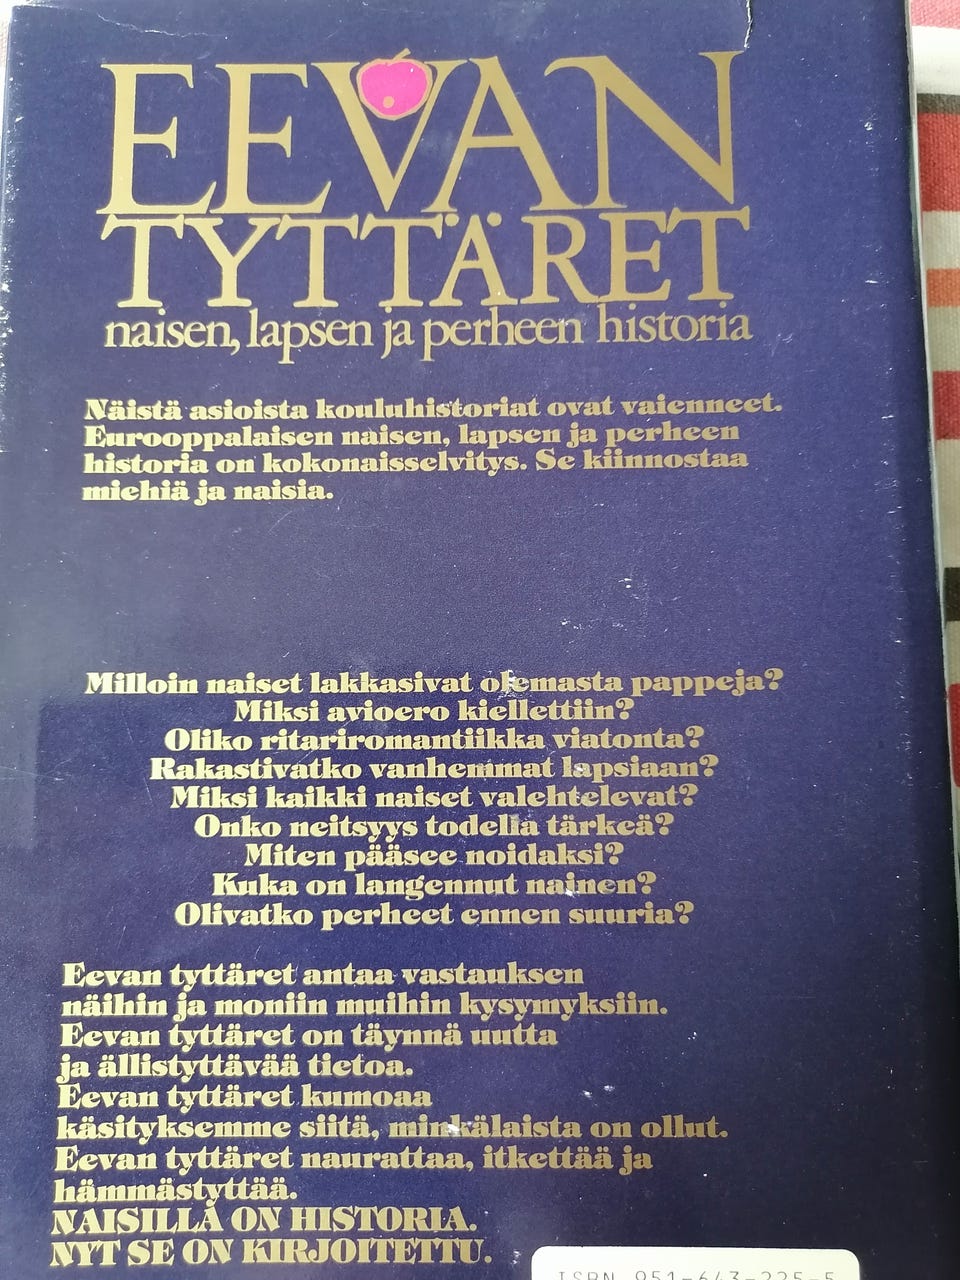 EEVAN
TYTTÄRET
naisen, lapsen ja perheen historia
Näistä asioista kouluhistoriat ovat vaienneet.
Eurooppalaisen naisen, lapsen ja perheen
historia on kokonaisselvitys. Se kiinnostaa
miehiä ja naisia.
Milloin naiset lakkasivat olemasta pappeja?
Miksi avioero kiellettiin?
Oliko ritariromantiikka viatonta?
Rakastivatko vanhemmat lapsiaan?
Miksi kaikki naiset valehtelevat?
Onko neitsyys todella tärkeä?
Miten pääsee noidaksi?
Kuka on langennut nainen?
Olivatko perheet ennen suuria?
Eevan tyttäret antaa vastauksen
näihin ja moniin muihin kysymyksiin.
Eevan tyttäret on täynnä uutta
ja ällistyttävää tietoa.
Eevan tyttäret kumoaa
käsityksemme siitä, minkälaista on ollut.
Eevan tyttäret naurattaa, itkettää ja
hämmästyttää.
NAISILLA ON HISTORIA.
NYT SE ON KIRJOITETTU.
ISBN 951-643-225-5